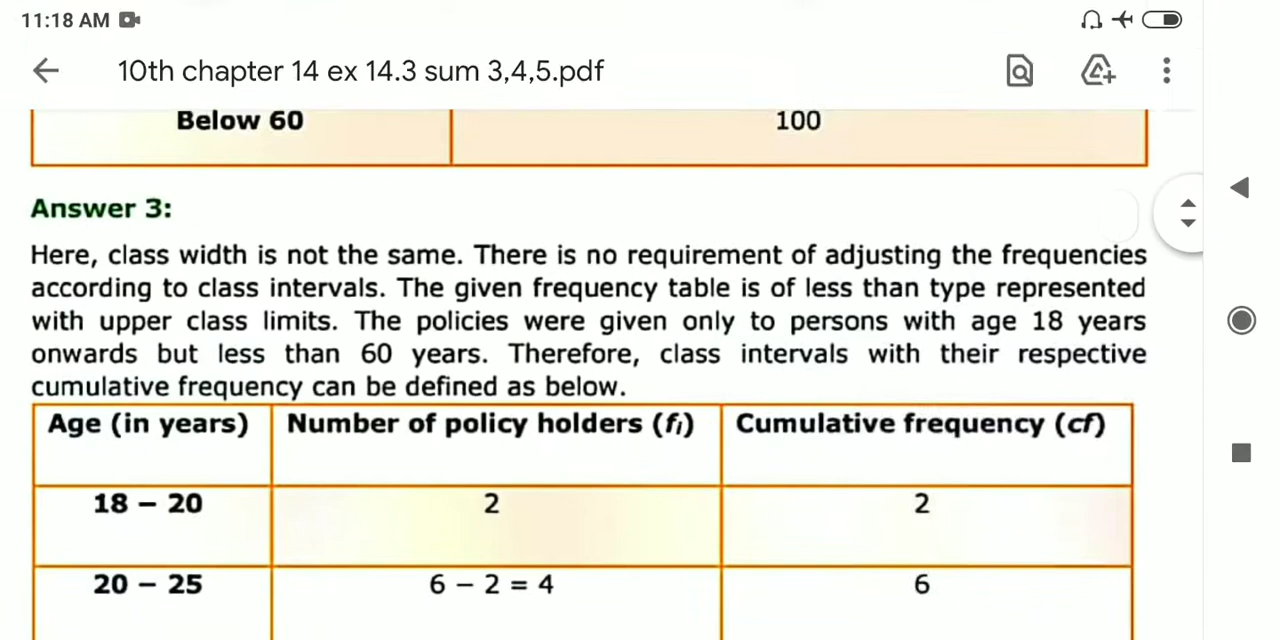 11:18 AM
10th chapter 14 ex 14.3 sum 3,4,5.pdf
Below 60 100
Answer 3:
Here, class width is not the same. There is no requirement of adjusting the frequencies
according to class intervals. The given frequency table is of less than type represented
with upper class limits. The policies were given only to persons with age 18 years
onwards but less than 60 years. Therefore, class intervals with their respective
cumulative frequency can be defined as below.
Age (in years) Number of policy holders (fᵢ) Cumulative frequency (cf)
18 – 20 2 2
20 – 25 6 – 2 = 4 6